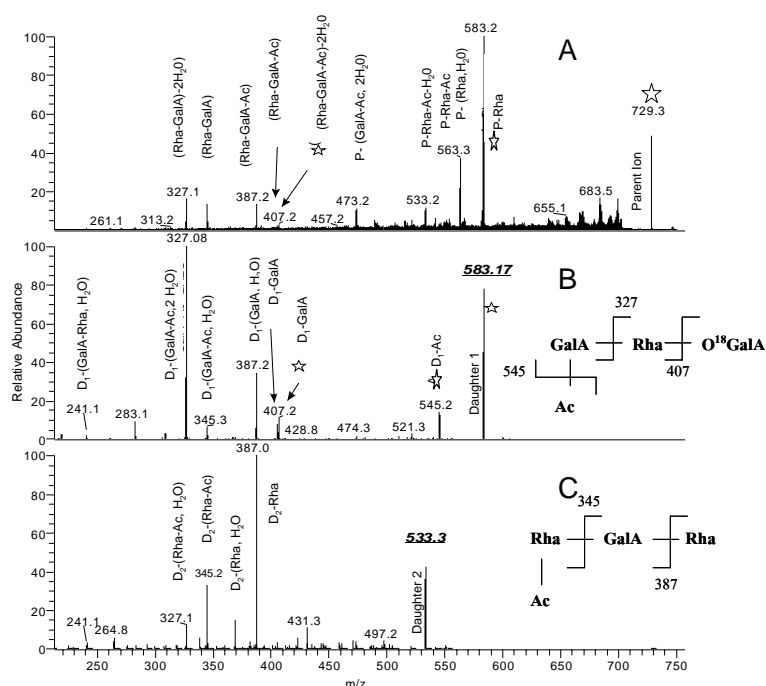 583.2
100
A
80
60
40
20
0
(Rha-GalA)-2H₂0
(Rha-GalA)
(Rha-GalA-Ac)
(Rha-GalA-Ac)
(Rha-GalA-Ac)-2H₂0
P- (GalA-Ac, 2H₂0)
P-Rha-Ac-H₂0
P-Rha-Ac
P- (Rha,H₂0)
P-Rha
Parent Ion
729.3
563.3
327.1
387.2
473.2
533.2
683.5
655.1
261.1
313.2
407.2
457.2
327.08
100
B
80
60
40
20
0
Relative Abundance
D₁-(GalA-Rha, H₂O)
D₁-(GalA-Ac,2 H₂O)
D₁-(GalA-Ac, H₂O)
D₁-(GalA, H₂O)
D₁-GalA
D₁-GalA
D₁-Ac
Daughter 1
583.17
387.2
241.1
283.1
345.3
407.2
428.8
474.3
521.3
545.2
327
GalA Rha O¹⁸GalA
545
407
Ac
387.0
100
C
80
60
40
20
0
D₂-(Rha-Ac, H₂O)
D₂-(Rha-Ac)
D₂-(Rha, H₂O
D₂-Rha
Daughter 2
533.3
345.2
241.1
264.8
327.1
431.3
497.2
345
Rha GalA Rha
387
Ac
250 300 350 400 450 500 550 600 650 700 750
m/z